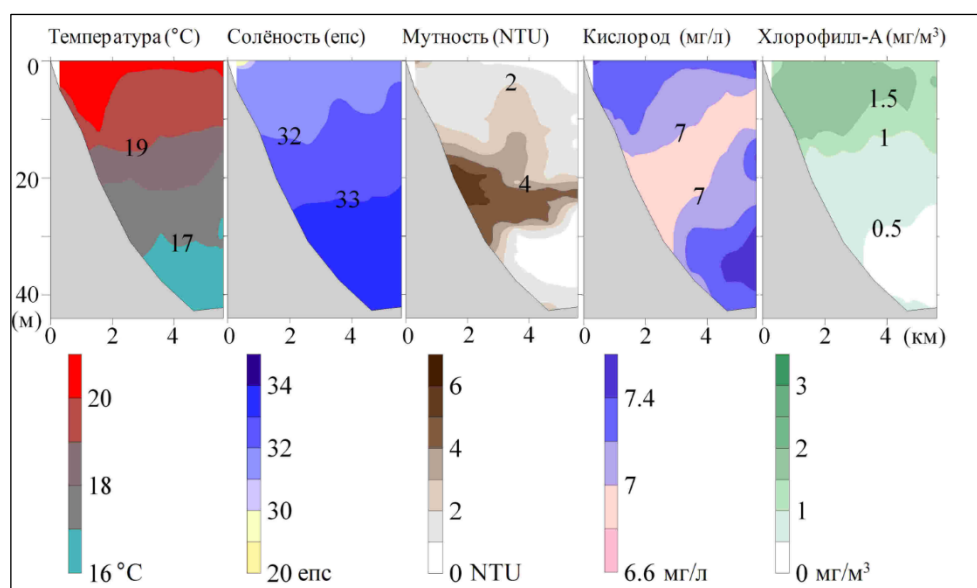 Температура (°C) Солёность (епс) Мутность (NTU) Кислород (мг/л) Хлорофилл-А (мг/м³)
0
2
1.5
32
7
1
19
20
4
33
7
0.5
17
40
(м)
0 2 4 0 2 4 0 2 4 0 2 4 0 2 4 (км)
20 34 6 7.4 3
32 4 2
18 7
30 2 1
16 °C 20 епс 0 NTU 6.6 мг/л 0 мг/м³